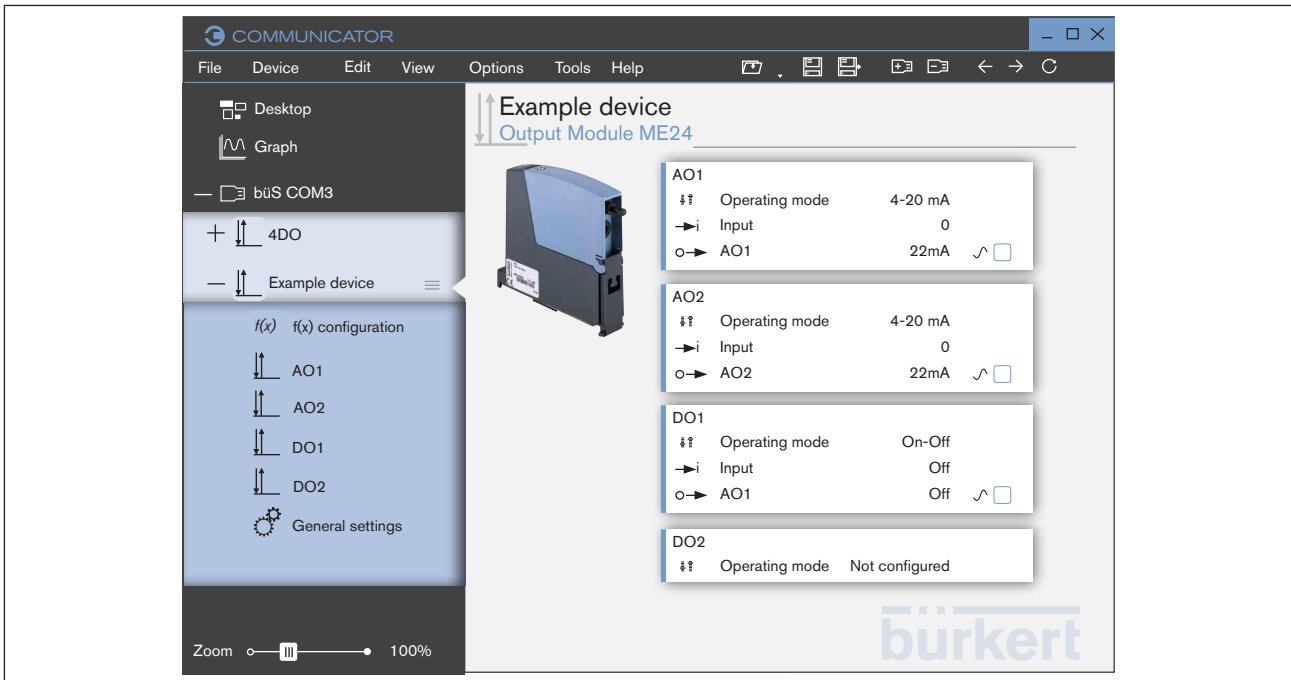 COMMUNICATOR
File Device Edit View Options Tools Help
Desktop
Graph
büS COM3
4DO
Example device
f(x) f(x) configuration
AO1
AO2
DO1
DO2
General settings
Zoom 100%
Example device
Output Module ME24
AO1
Operating mode 4-20 mA
Input 0
AO1 22mA
AO2
Operating mode 4-20 mA
Input 0
AO2 22mA
DO1
Operating mode On-Off
Input Off
AO1 Off
DO2
Operating mode Not configured
burkert